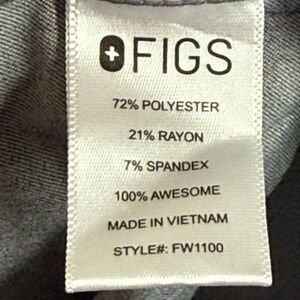 FIGS
72% POLYESTER
21% RAYON
7% SPANDEX
100% AWESOME
MADE IN VIETNAM
STYLE#: FW1100